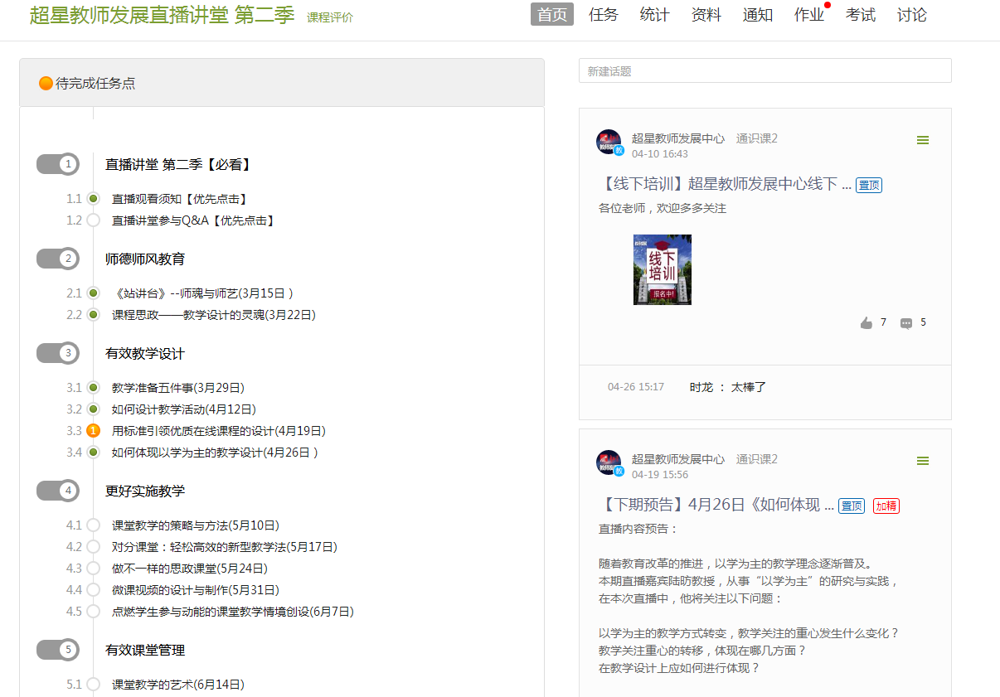 超星教师发展直播讲堂 第二季 课程评价
首页 任务 统计 资料 通知 作业 考试 讨论
待完成任务点
1 直播讲堂 第二季【必看】
1.1 直播观看须知【优先点击】
1.2 直播讲堂参与Q&A【优先点击】
2 师德师风教育
2.1 《站讲台》--师魂与师艺(3月15日 )
2.2 课程思政——教学设计的灵魂(3月22日)
3 有效教学设计
3.1 教学准备五件事(3月29日)
3.2 如何设计教学活动(4月12日)
3.3 1 用标准引领优质在线课程的设计(4月19日)
3.4 如何体现以学为主的教学设计(4月26日 )
4 更好实施教学
4.1 课堂教学的策略与方法(5月10日)
4.2 对分课堂：轻松高效的新型教学法(5月17日)
4.3 做不一样的思政课堂(5月24日)
4.4 微课视频的设计与制作(5月31日)
4.5 点燃学生参与动能的课堂教学情境创设(6月7日)
5 有效课堂管理
5.1 课堂教学的艺术(6月14日)
新建话题
教
超星教师发展中心 通识课2
04-10 16:43
【线下培训】超星教师发展中心线下 ... 置顶
各位老师，欢迎多多关注
线下
培训
报名中!
7 5
04-26 15:17 时龙 ： 太棒了
教
超星教师发展中心 通识课2
04-19 15:56
【下期预告】4月26日《如何体现 ... 置顶 加精
直播内容预告：
随着教育改革的推进，以学为主的教学理念逐渐普及。
本期直播嘉宾陆昉教授，从事“以学为主”的研究与实践，
在本次直播中，他将关注以下问题：
以学为主的教学方式转变，教学关注的重心发生什么变化？
教学关注重心的转移，体现在哪几方面？
在教学设计上应如何进行体现？